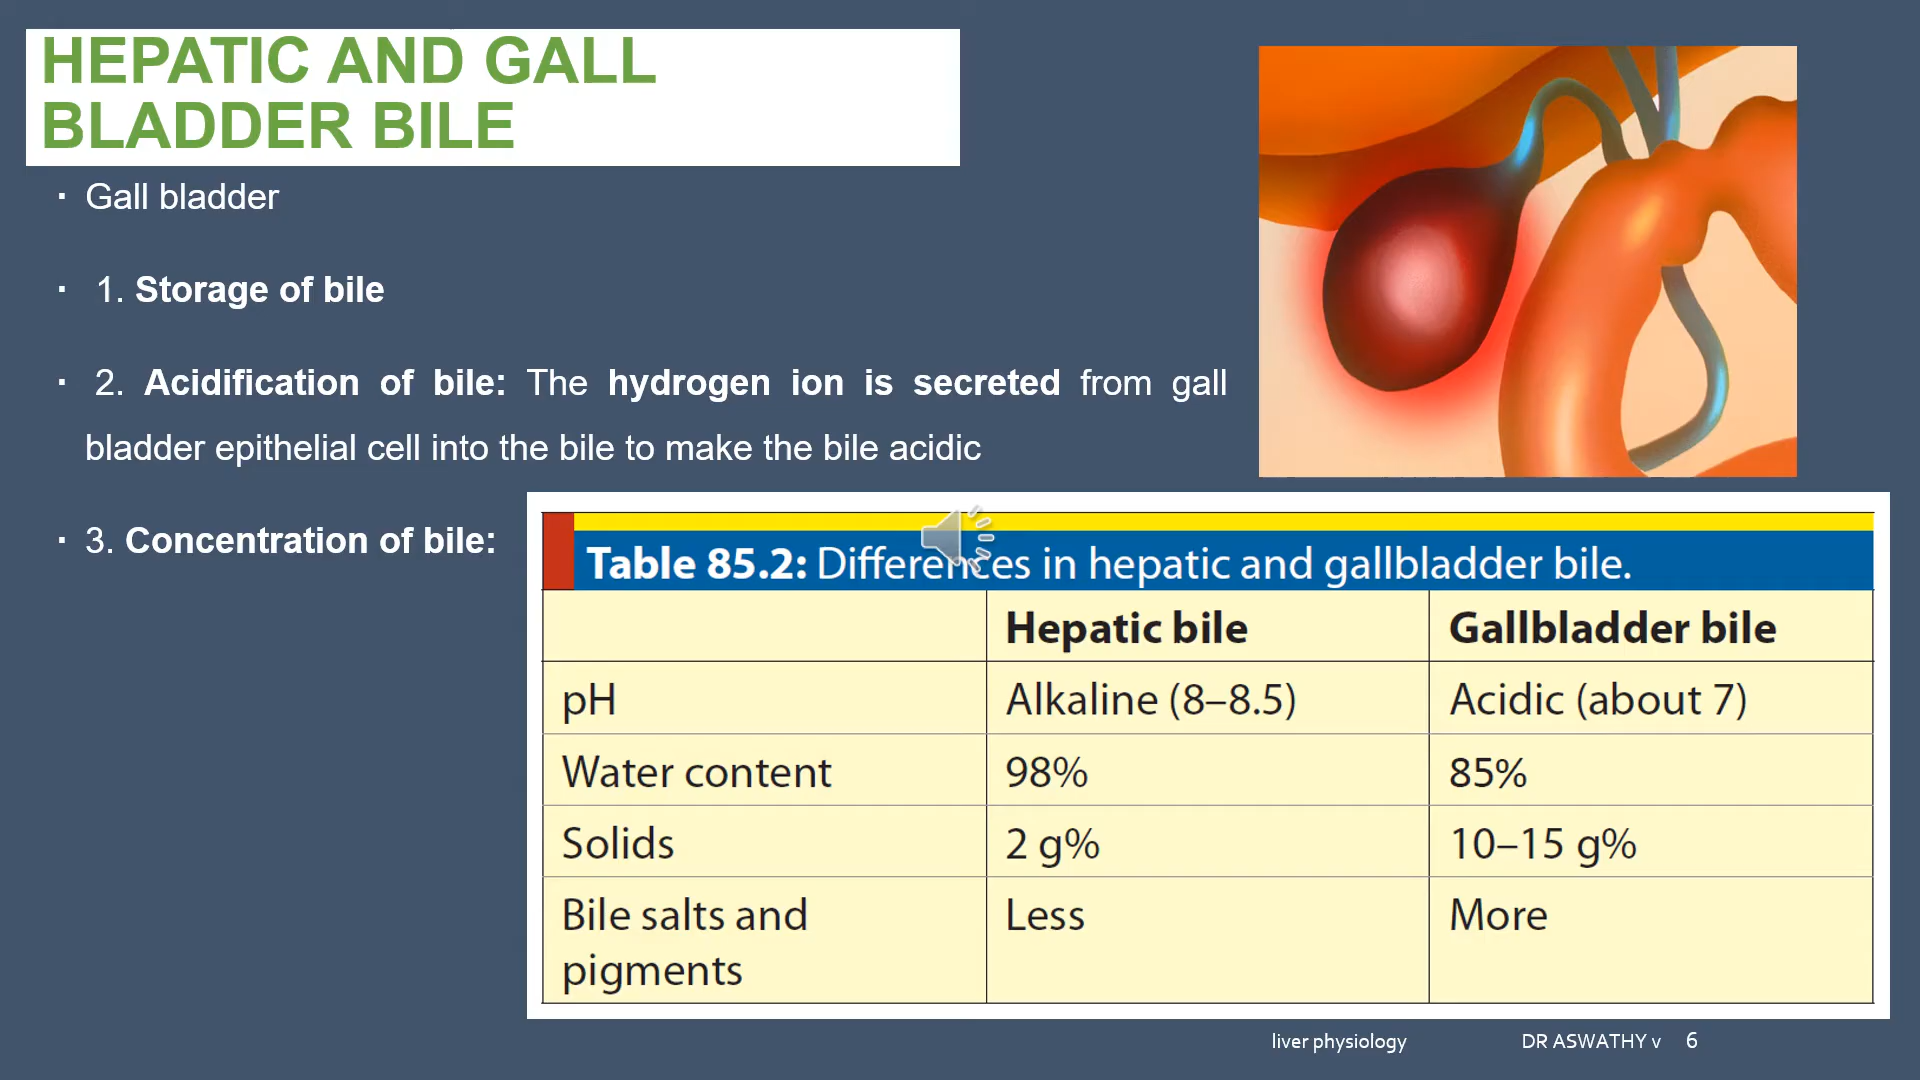 HEPATIC AND GALL
BLADDER BILE
· Gall bladder
· 1. Storage of bile
· 2. Acidification of bile: The hydrogen ion is secreted from gall
bladder epithelial cell into the bile to make the bile acidic
· 3. Concentration of bile:
Table 85.2: Differences in hepatic and gallbladder bile.
Hepatic bile Gallbladder bile
pH Alkaline (8–8.5) Acidic (about 7)
Water content 98% 85%
Solids 2 g% 10–15 g%
Bile salts and Less More
pigments
liver physiology DR ASWATHY v 6